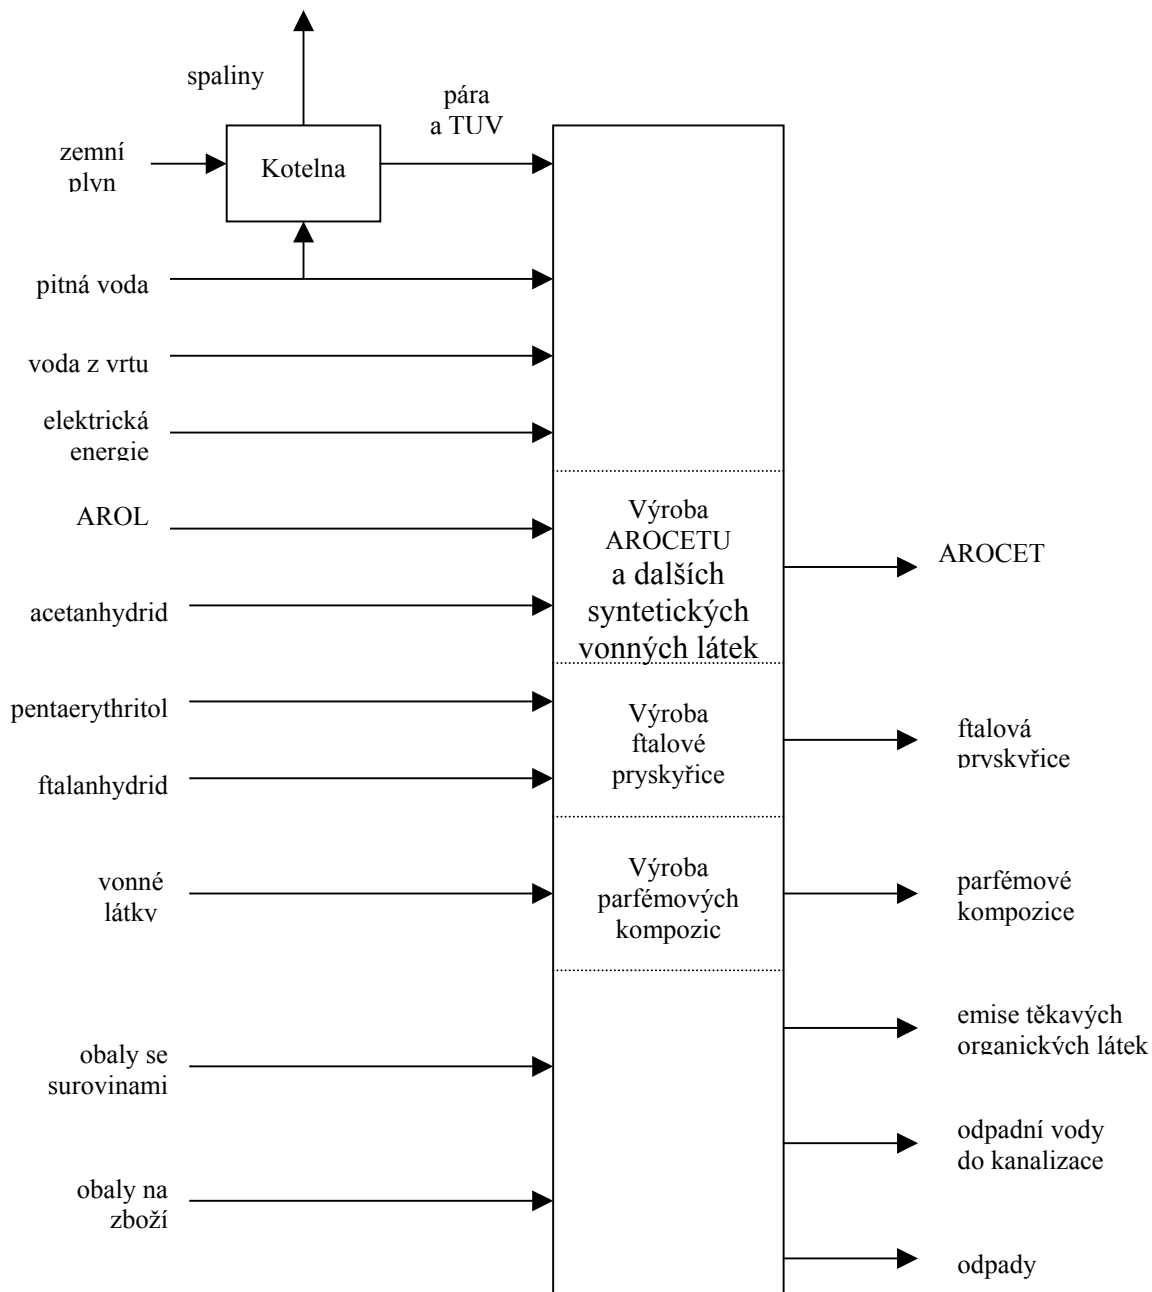 spaliny
pára
a TUV
zemní
plyn
Kotelna
pitná voda
voda z vrtu
elektrická
energie
AROL
acetanhydrid
pentaerythritol
ftalanhydrid
vonné
látky
obaly se
surovinami
obaly na
zboží
Výroba
AROCETU
a dalších
syntetických
vonných látek
Výroba
ftalové
pryskyřice
Výroba
parfémových
kompozic
AROCET
ftalová
pryskyřice
parfémové
kompozice
emise těkavých
organických látek
odpadní vody
do kanalizace
odpady